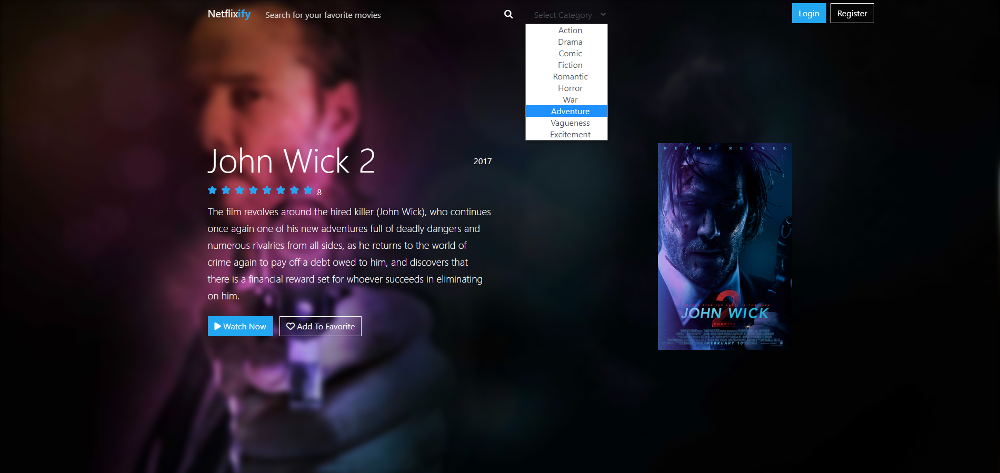 Netflixify
Search for your favorite movies
Select Category
Login
Register
Action
Drama
Comic
Fiction
Romantic
Horror
War
Adventure
Vagueness
Excitement
John Wick 2
2017
8
The film revolves around the hired killer (John Wick), who continues
once again one of his new adventures full of deadly dangers and
numerous rivalries from all sides, as he returns to the world of
crime again to pay off a debt owed to him, and discovers that
there is a financial reward set for whoever succeeds in eliminating
on him.
Watch Now
Add To Favorite
KEANU REEVES
2
JOHN WICK
CHAPTER
FEBRUARY 10